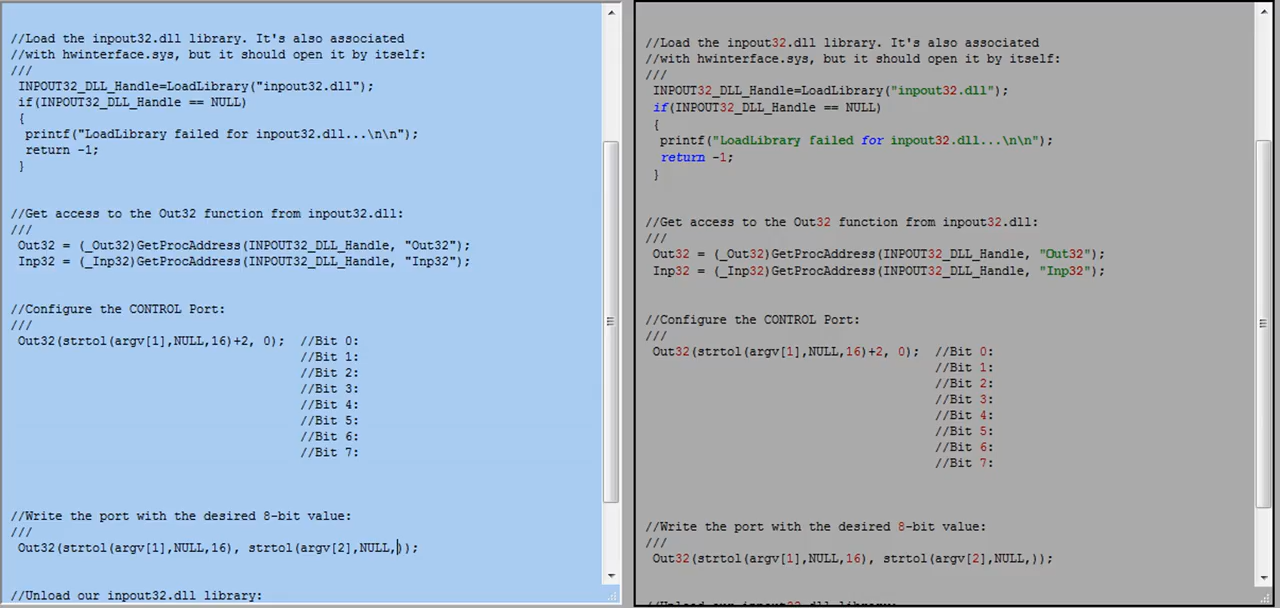 //Load the inpout32.dll library. It's also associated
//with hwinterface.sys, but it should open it by itself:
///
INPOUT32_DLL_Handle=LoadLibrary("inpout32.dll");
if(INPOUT32_DLL_Handle == NULL)
{
printf("LoadLibrary failed for inpout32.dll...\n\n");
return -1;
}
//Get access to the Out32 function from inpout32.dll:
///
Out32 = (_Out32)GetProcAddress(INPOUT32_DLL_Handle, "Out32");
Inp32 = (_Inp32)GetProcAddress(INPOUT32_DLL_Handle, "Inp32");
//Configure the CONTROL Port:
///
Out32(strtol(argv[1],NULL,16)+2, 0); //Bit 0:
//Bit 1:
//Bit 2:
//Bit 3:
//Bit 4:
//Bit 5:
//Bit 6:
//Bit 7:
//Write the port with the desired 8-bit value:
///
Out32(strtol(argv[1],NULL,16), strtol(argv[2],NULL,));
//Unload our inpout32.dll library:
//Load the inpout32.dll library. It's also associated
//with hwinterface.sys, but it should open it by itself:
///
INPOUT32_DLL_Handle=LoadLibrary("inpout32.dll");
if(INPOUT32_DLL_Handle == NULL)
{
printf("LoadLibrary failed for inpout32.dll...\n\n");
return -1;
}
//Get access to the Out32 function from inpout32.dll:
///
Out32 = (_Out32)GetProcAddress(INPOUT32_DLL_Handle, "Out32");
Inp32 = (_Inp32)GetProcAddress(INPOUT32_DLL_Handle, "Inp32");
//Configure the CONTROL Port:
///
Out32(strtol(argv[1],NULL,16)+2, 0); //Bit 0:
//Bit 1:
//Bit 2:
//Bit 3:
//Bit 4:
//Bit 5:
//Bit 6:
//Bit 7:
//Write the port with the desired 8-bit value:
///
Out32(strtol(argv[1],NULL,16), strtol(argv[2],NULL,));
//Unload our inpout32.dll library: